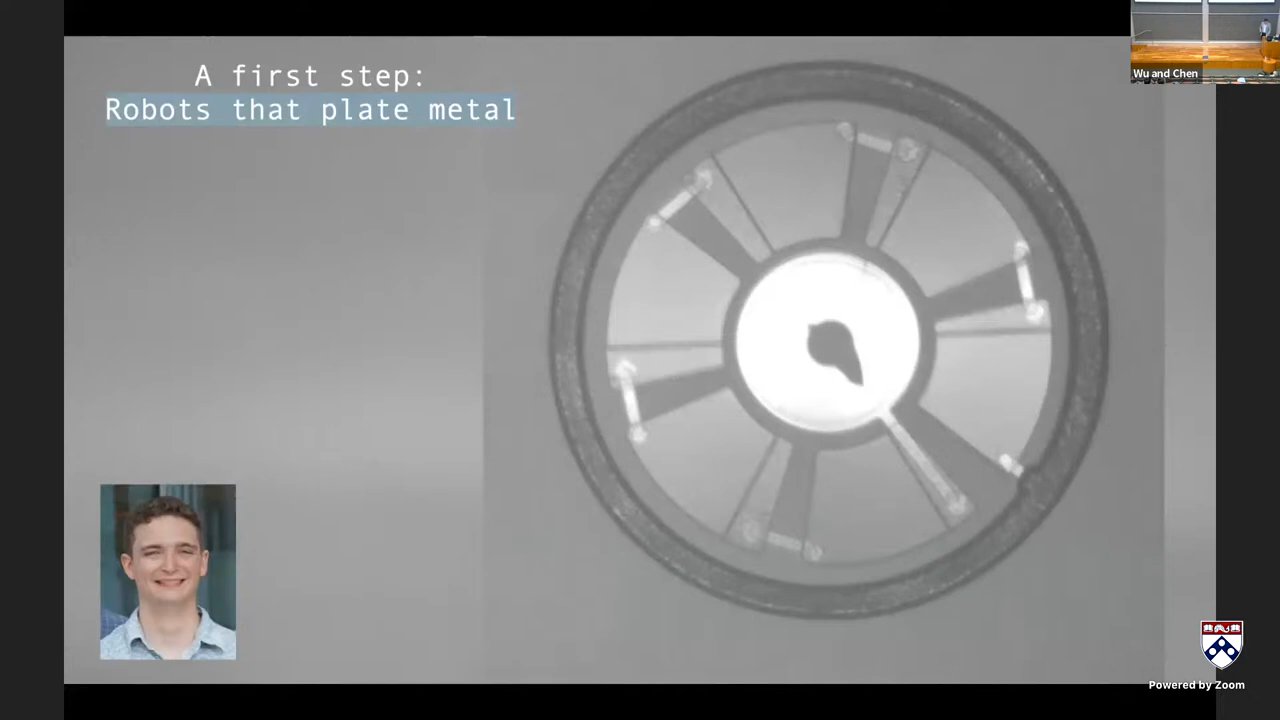 A first step:
Robots that plate metal
Wu and Chen
Powered by Zoom